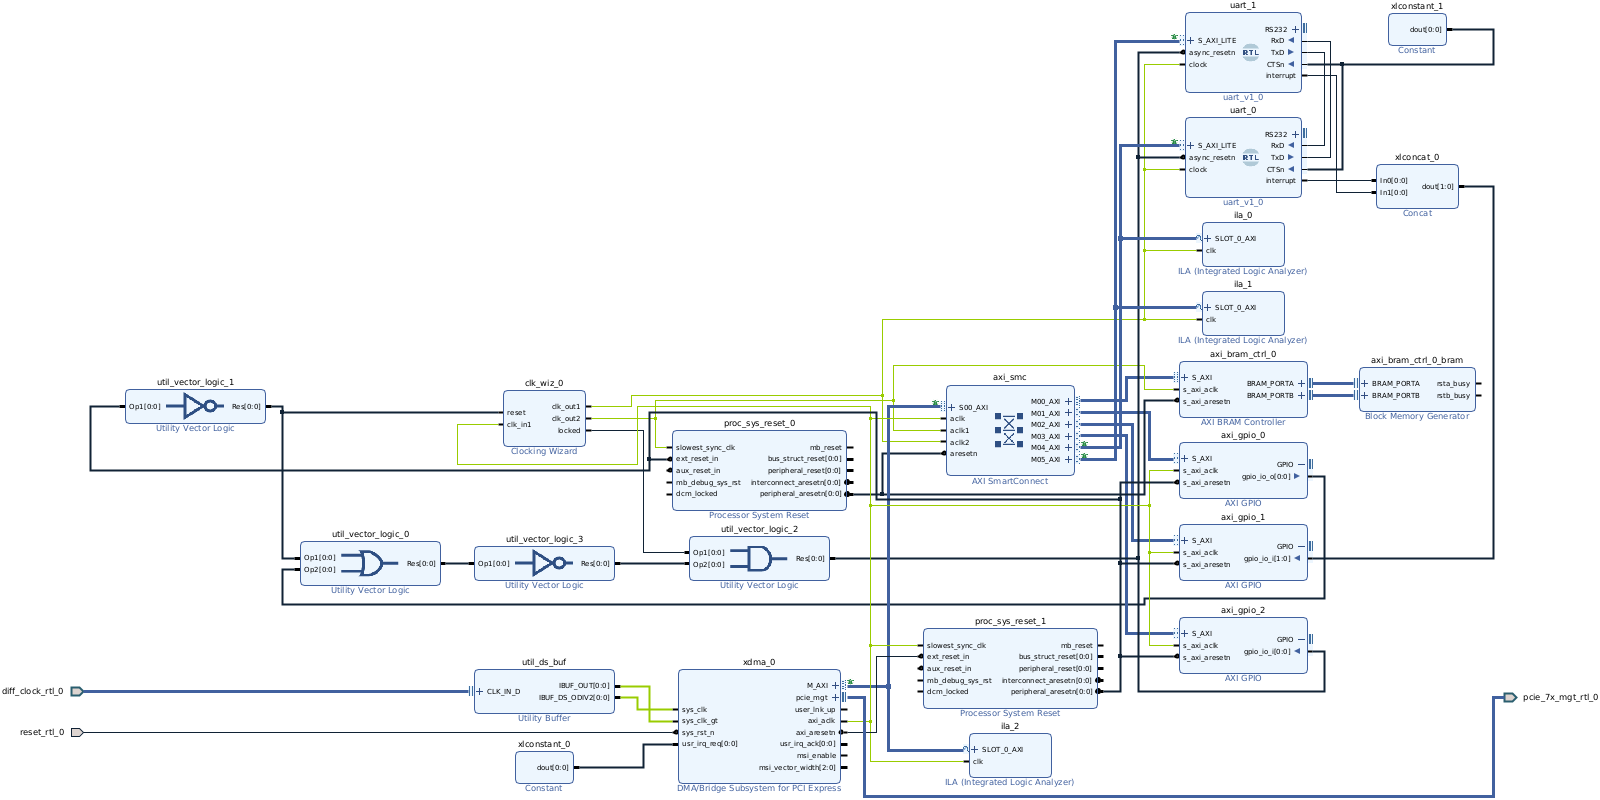 uart_1
S_AXI_LITE
async_resetn
clock
RS232
RxD
TxD
CTSn
interrupt
RTL
uart_v1_0
xlconstant_1
dout[0:0]
Constant
uart_0
S_AXI_LITE
async_resetn
clock
RS232
RxD
TxD
CTSn
interrupt
RTL
uart_v1_0
xlconcat_0
In0[0:0]
In1[0:0]
dout[1:0]
Concat
ila_0
SLOT_0_AXI
clk
ILA (Integrated Logic Analyzer)
ila_1
SLOT_0_AXI
clk
ILA (Integrated Logic Analyzer)
util_vector_logic_1
Op1[0:0]
Res[0:0]
Utility Vector Logic
clk_wiz_0
reset
clk_in1
clk_out1
clk_out2
locked
Clocking Wizard
proc_sys_reset_0
slowest_sync_clk
ext_reset_in
aux_reset_in
mb_debug_sys_rst
dcm_locked
mb_reset
bus_struct_reset[0:0]
peripheral_reset[0:0]
interconnect_aresetn[0:0]
peripheral_aresetn[0:0]
Processor System Reset
axi_smc
S00_AXI
aclk
aclk1
aclk2
aresetn
M00_AXI
M01_AXI
M02_AXI
M03_AXI
M04_AXI
M05_AXI
AXI SmartConnect
axi_bram_ctrl_0
S_AXI
s_axi_aclk
s_axi_aresetn
BRAM_PORTA
BRAM_PORTB
AXI BRAM Controller
axi_bram_ctrl_0_bram
BRAM_PORTA
BRAM_PORTB
rsta_busy
rstb_busy
Block Memory Generator
axi_gpio_0
S_AXI
s_axi_aclk
s_axi_aresetn
GPIO
gpio_io_o[0:0]
AXI GPIO
axi_gpio_1
S_AXI
s_axi_aclk
s_axi_aresetn
GPIO
gpio_io_i[1:0]
AXI GPIO
util_vector_logic_0
Op1[0:0]
Op2[0:0]
Res[0:0]
Utility Vector Logic
util_vector_logic_3
Op1[0:0]
Res[0:0]
Utility Vector Logic
util_vector_logic_2
Op1[0:0]
Op2[0:0]
Res[0:0]
Utility Vector Logic
axi_gpio_2
S_AXI
s_axi_aclk
s_axi_aresetn
GPIO
gpio_io_i[0:0]
AXI GPIO
proc_sys_reset_1
slowest_sync_clk
ext_reset_in
aux_reset_in
mb_debug_sys_rst
dcm_locked
mb_reset
bus_struct_reset[0:0]
peripheral_reset[0:0]
interconnect_aresetn[0:0]
peripheral_aresetn[0:0]
Processor System Reset
diff_clock_rtl_0
reset_rtl_0
util_ds_buf
CLK_IN_D
IBUF_OUT[0:0]
IBUF_DS_ODIV2[0:0]
Utility Buffer
xlconstant_0
dout[0:0]
Constant
xdma_0
sys_clk
sys_clk_gt
sys_rst_n
usr_irq_req[0:0]
M_AXI
pcie_mgt
user_lnk_up
axi_aclk
axi_aresetn
usr_irq_ack[0:0]
msi_enable
msi_vector_width[2:0]
DMA/Bridge Subsystem for PCI Express
ila_2
SLOT_0_AXI
clk
ILA (Integrated Logic Analyzer)
pcie_7x_mgt_rtl_0